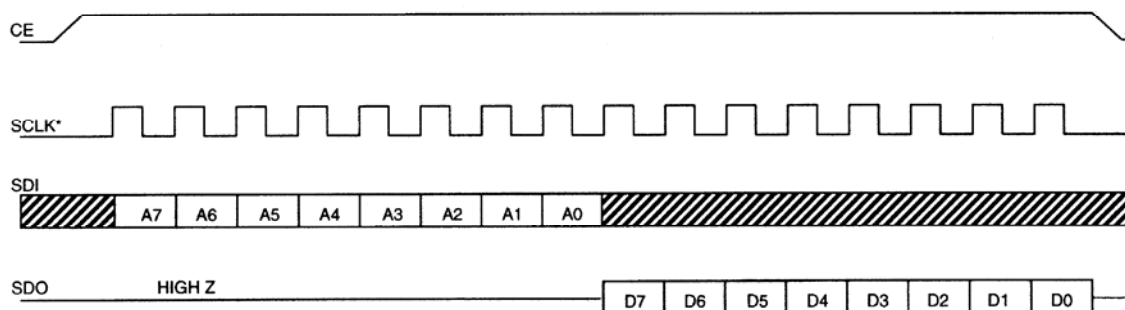 CE
SCLK*
SDI
A7 A6 A5 A4 A3 A2 A1 A0
SDO HIGH Z D7 D6 D5 D4 D3 D2 D1 D0